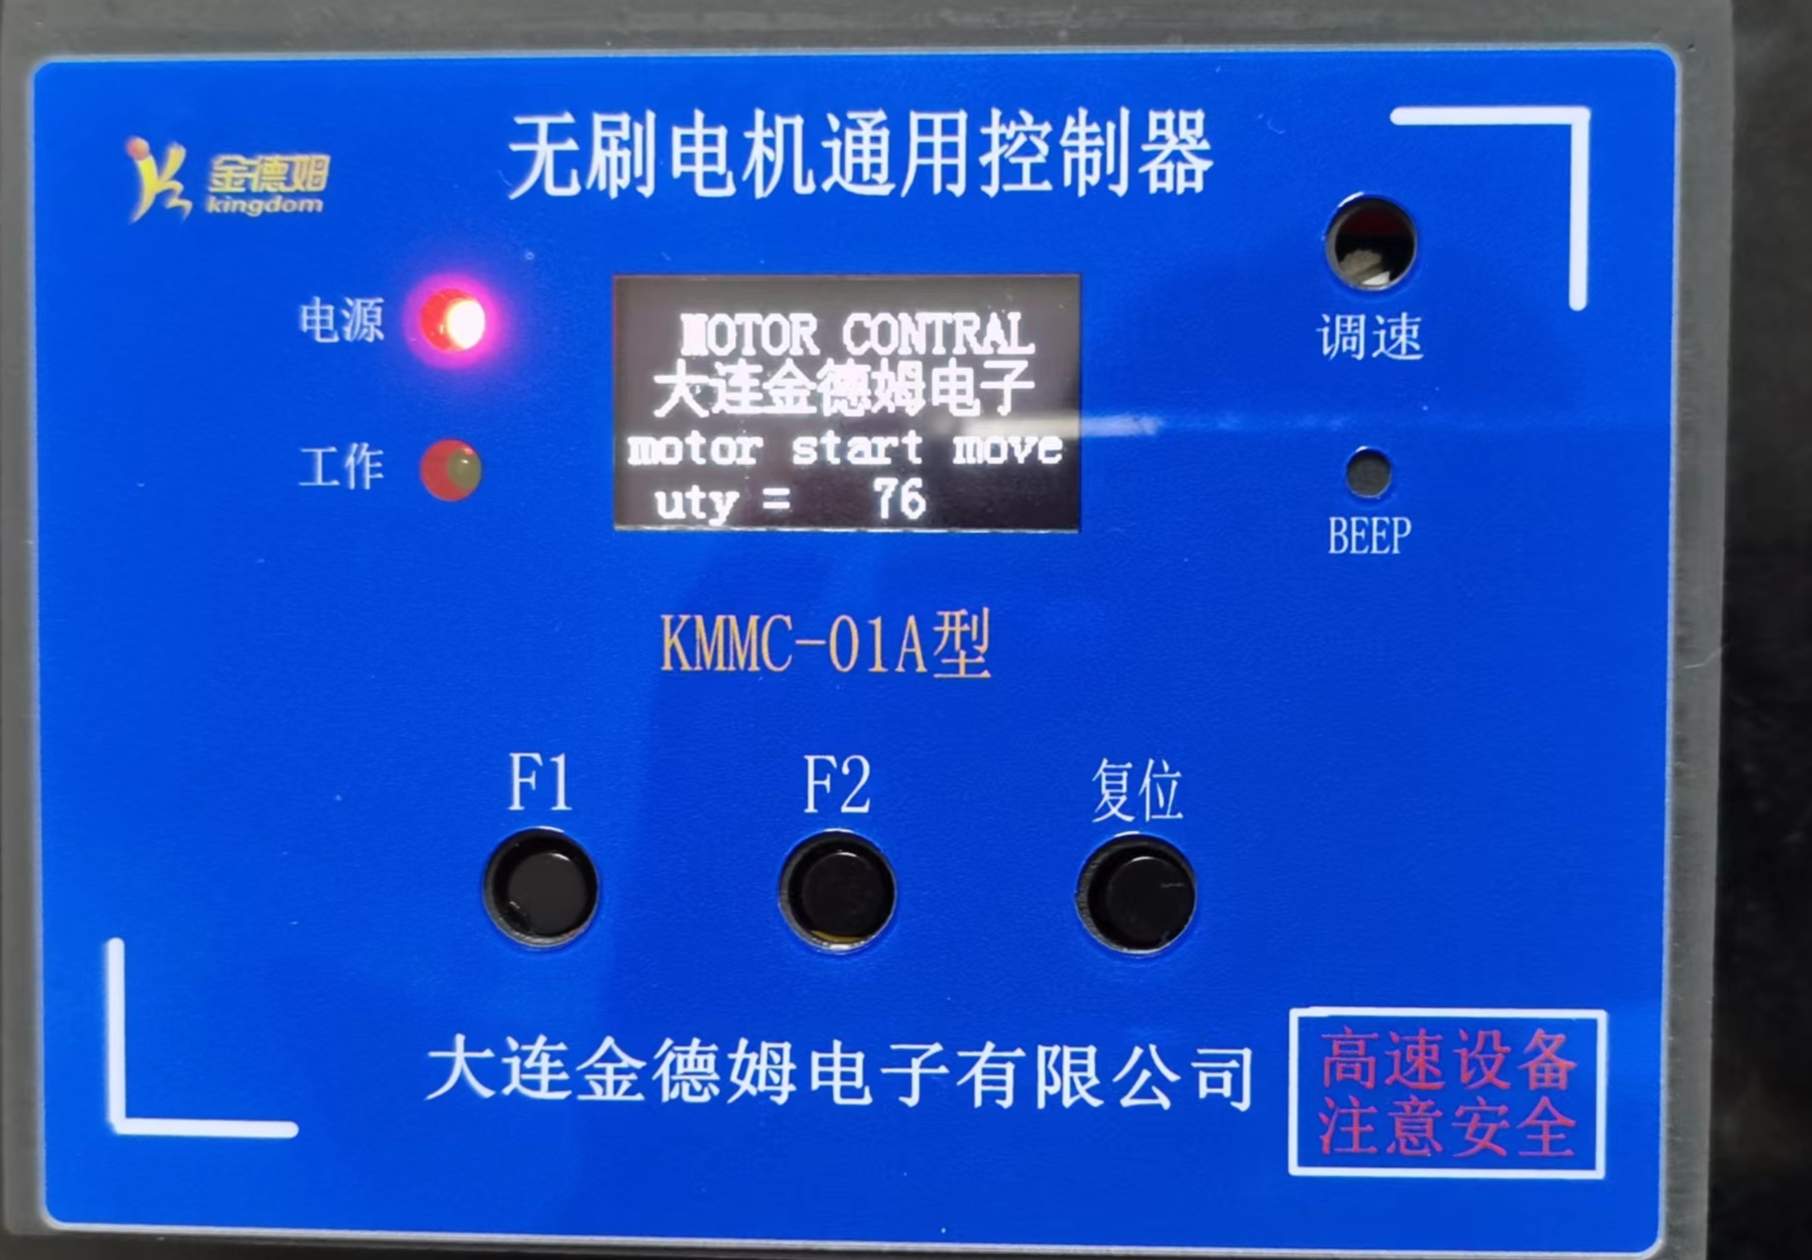 无刷电机通用控制器
金德姆
kingdom
电源
工作
MOTOR CONTRAL
大连金德姆电子
motor start move
uty = 76
调速
BEEP
KMMC-01A型
F1 F2 复位
大连金德姆电子有限公司
高速设备
注意安全